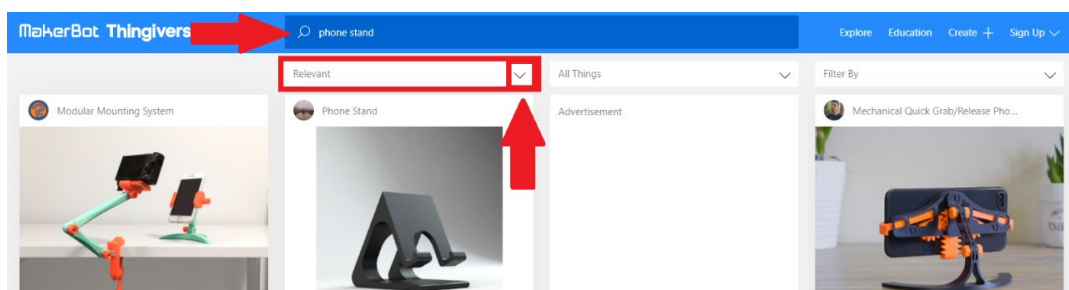 MakerBot Thingivers
phone stand
Explore Education Create + Sign Up
Relevant
All Things
Filter By
Modular Mounting System
Phone Stand
Advertisement
Mechanical Quick Grab/Release Pho...